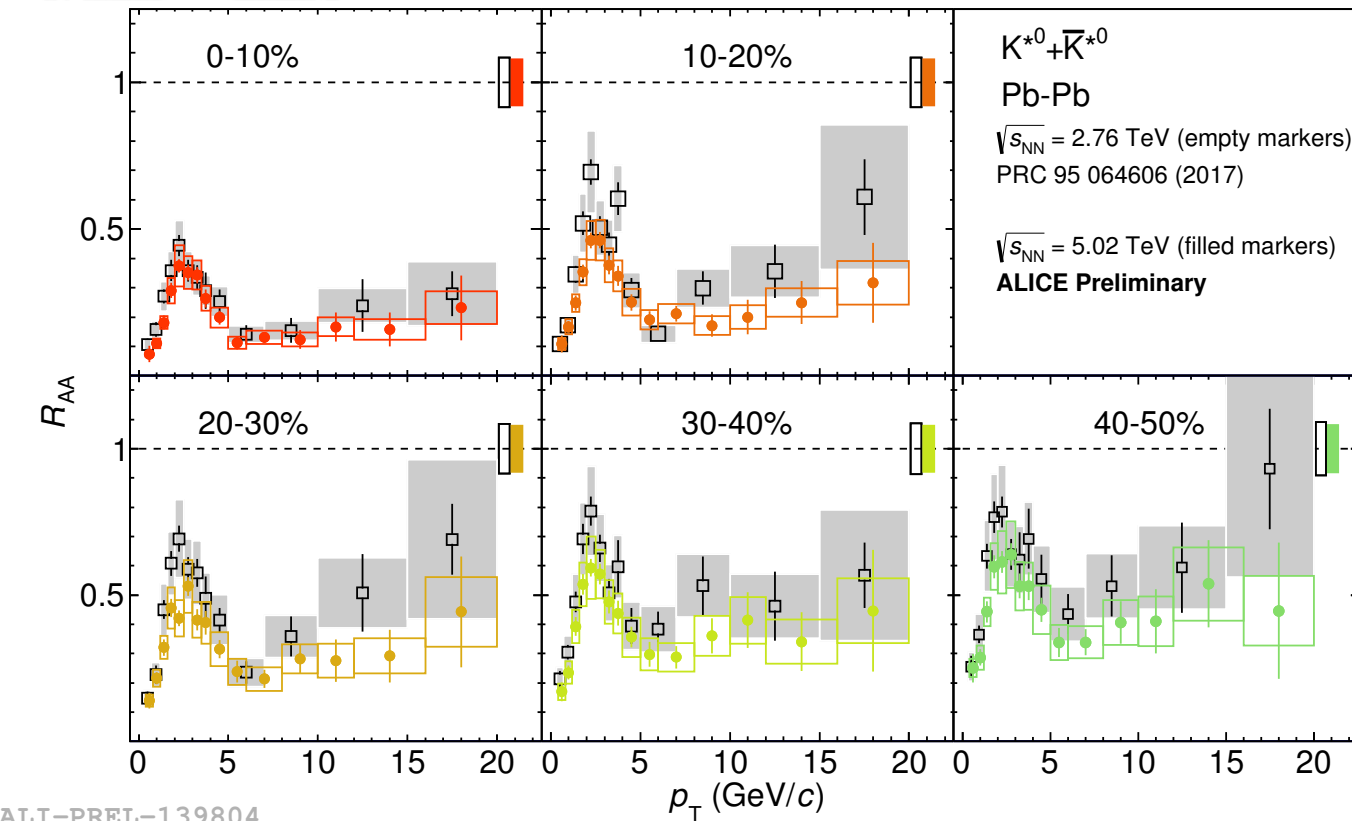 0-10%
10-20%
K*⁰+K̅*⁰
Pb-Pb
√sNN = 2.76 TeV (empty markers)
PRC 95 064606 (2017)
√sNN = 5.02 TeV (filled markers)
ALICE Preliminary
1
0.5
RAA
20-30%
30-40%
40-50%
1
0.5
0 5 10 15 20 0 5 10 15 20 0 5 10 15 20
pT (GeV/c)
ALI-PREL-139804